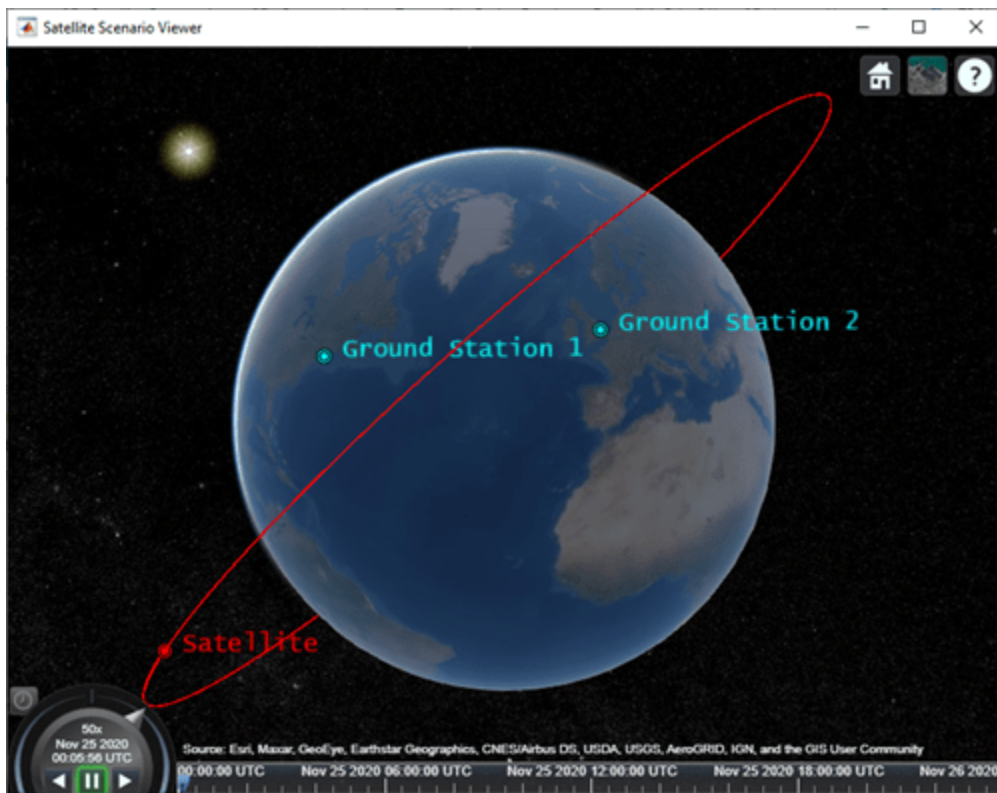 Satellite Scenario Viewer
?
Ground Station 2
Ground Station 1
Satellite
50x
Nov 25 2020
00:05:56 UTC
Source: Esri, Maxar, GeoEye, Earthstar Geographics, CNES/Airbus DS, USDA, USGS, AeroGRID, IGN, and the GIS User Community
00:00:00 UTC Nov 25 2020 06:00:00 UTC Nov 25 2020 12:00:00 UTC Nov 25 2020 18:00:00 UTC Nov 26 2020